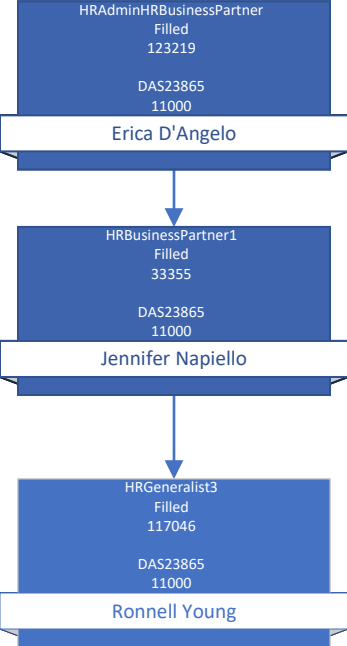 HRAdminHRBusinessPartner
Filled
123219
DAS23865
11000
Erica D'Angelo
HRBusinessPartner1
Filled
33355
DAS23865
11000
Jennifer Napiello
HRGeneralist3
Filled
117046
DAS23865
11000
Ronnell Young